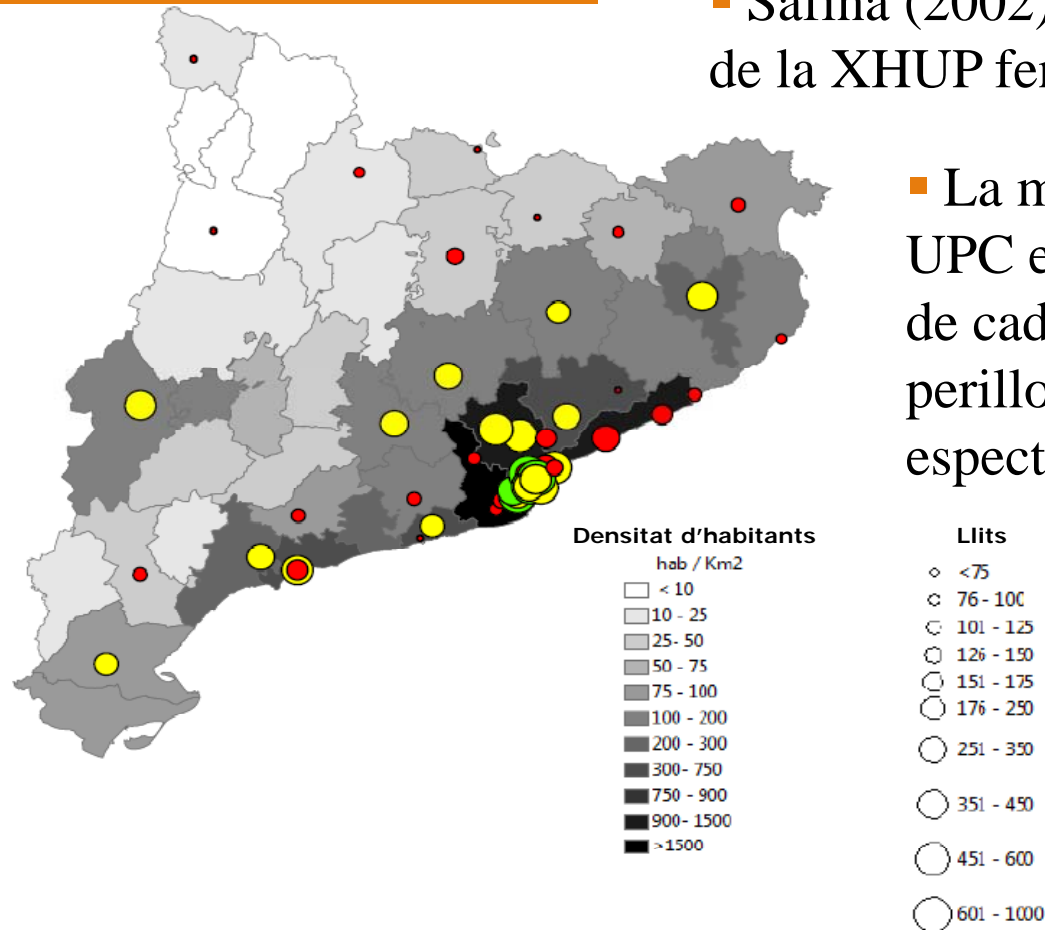 Safina (2002)
de la XHUP fer
La m
UPC e
de cad
perillo
espect
Densitat d'habitants
hab / Km2
< 10
10 - 25
25- 50
50 - 75
75 - 100
100 - 200
200 - 300
300- 750
750 - 900
900- 1500
>1500
Llits
<75
76 - 100
101 - 125
126 - 150
151 - 175
176 - 250
251 - 350
351 - 450
451 - 600
601 - 1000